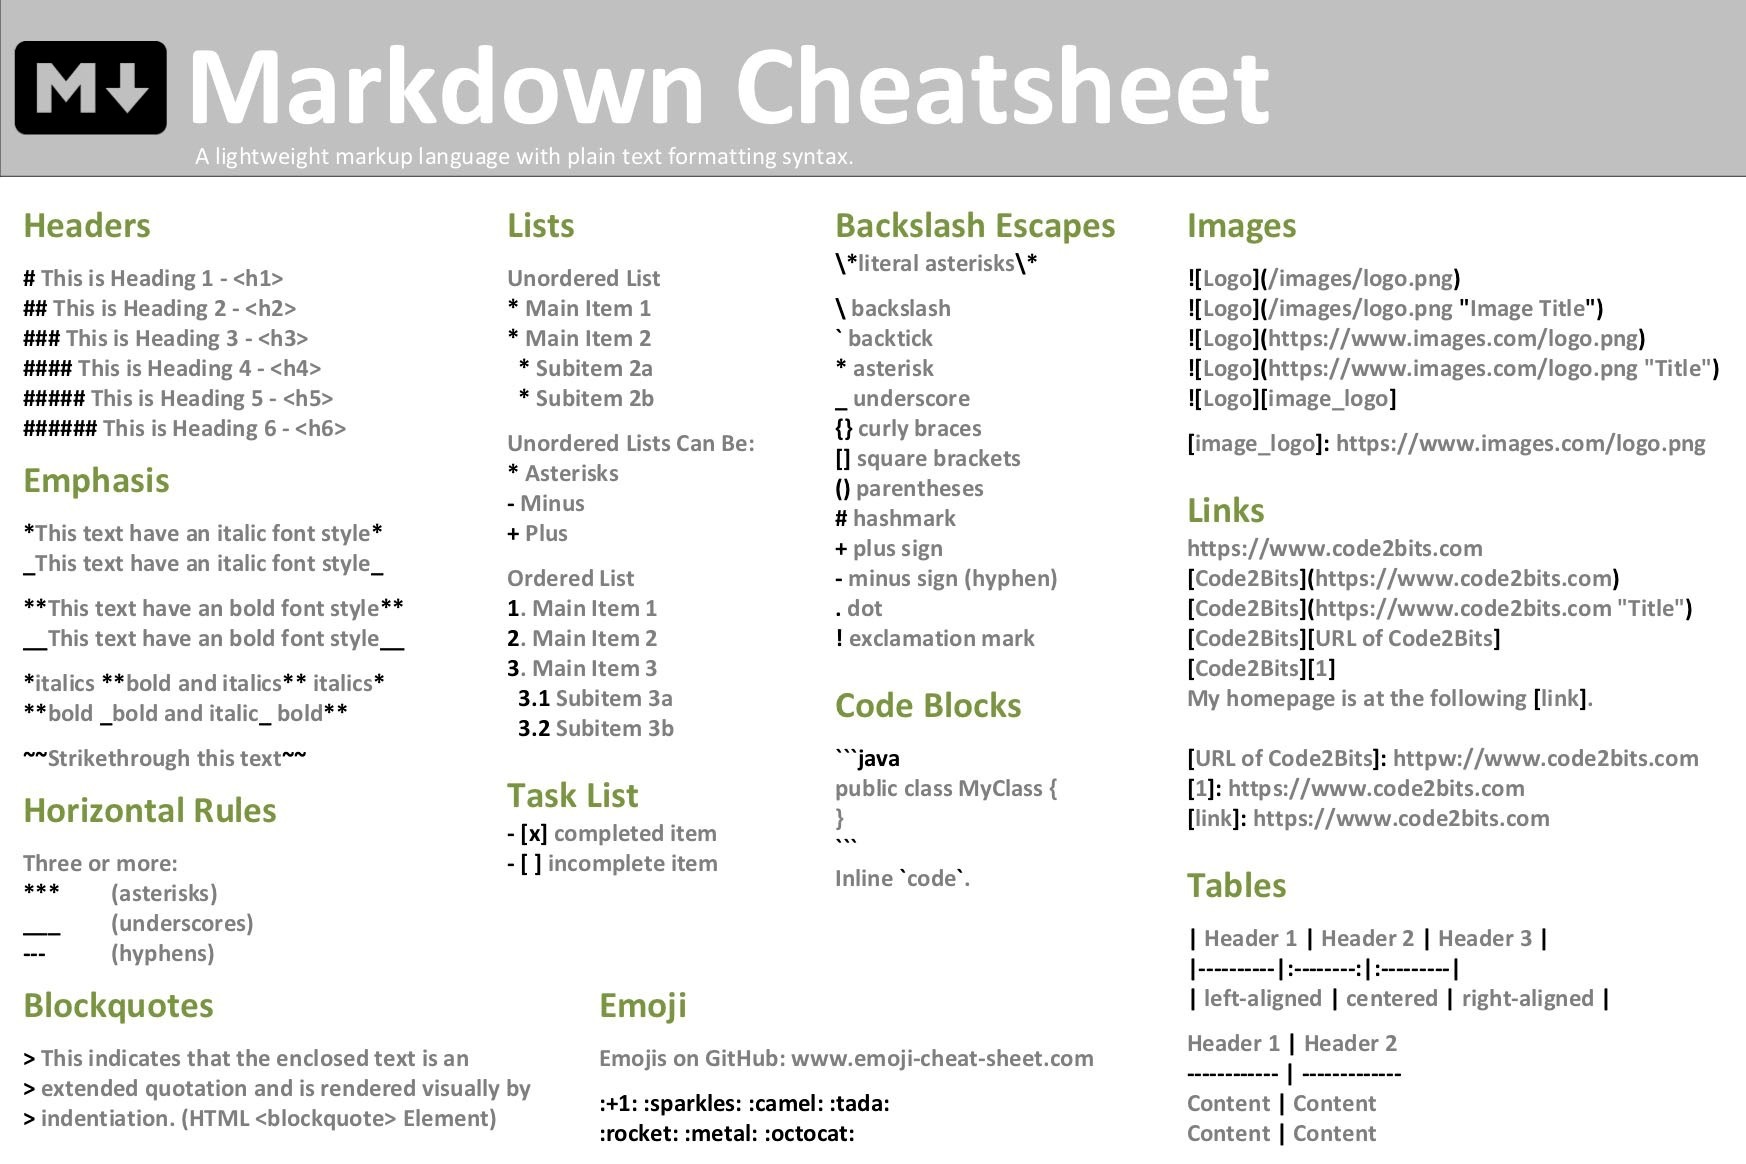 M
Markdown Cheatsheet
A lightweight markup language with plain text formatting syntax.
Headers
# This is Heading 1 - <h1>
## This is Heading 2 - <h2>
### This is Heading 3 - <h3>
#### This is Heading 4 - <h4>
##### This is Heading 5 - <h5>
###### This is Heading 6 - <h6>
Emphasis
*This text have an italic font style*
_This text have an italic font style_
**This text have an bold font style**
__This text have an bold font style__
*italics **bold and italics** italics*
**bold _bold and italic_ bold**
~~Strikethrough this text~~
Horizontal Rules
Three or more:
*** (asterisks)
___ (underscores)
--- (hyphens)
Blockquotes
> This indicates that the enclosed text is an
> extended quotation and is rendered visually by
> indentiation. (HTML <blockquote> Element)
Lists
Unordered List
* Main Item 1
* Main Item 2
  * Subitem 2a
  * Subitem 2b
Unordered Lists Can Be:
* Asterisks
- Minus
+ Plus
Ordered List
1. Main Item 1
2. Main Item 2
3. Main Item 3
  3.1 Subitem 3a
  3.2 Subitem 3b
Task List
- [x] completed item
- [ ] incomplete item
Emoji
Emojis on GitHub: www.emoji-cheat-sheet.com
:+1: :sparkles: :camel: :tada:
:rocket: :metal: :octocat:
Backslash Escapes
\*literal asterisks\*
\ backslash
` backtick
* asterisk
_ underscore
{} curly braces
[] square brackets
() parentheses
# hashmark
+ plus sign
- minus sign (hyphen)
. dot
! exclamation mark
Code Blocks
```java
public class MyClass {
}
```
Inline `code`.
Images
![Logo](/images/logo.png)
![Logo](/images/logo.png "Image Title")
![Logo](https://www.images.com/logo.png)
![Logo](https://www.images.com/logo.png "Title")
![Logo][image_logo]
[image_logo]: https://www.images.com/logo.png
Links
https://www.code2bits.com
[Code2Bits](https://www.code2bits.com)
[Code2Bits](https://www.code2bits.com "Title")
[Code2Bits][URL of Code2Bits]
[Code2Bits][1]
My homepage is at the following [link].
[URL of Code2Bits]: httpw://www.code2bits.com
[1]: https://www.code2bits.com
[link]: https://www.code2bits.com
Tables
| Header 1 | Header 2 | Header 3 |
|----------|:--------:|:---------|
| left-aligned | centered | right-aligned |
Header 1 | Header 2
------------ | -------------
Content | Content
Content | Content